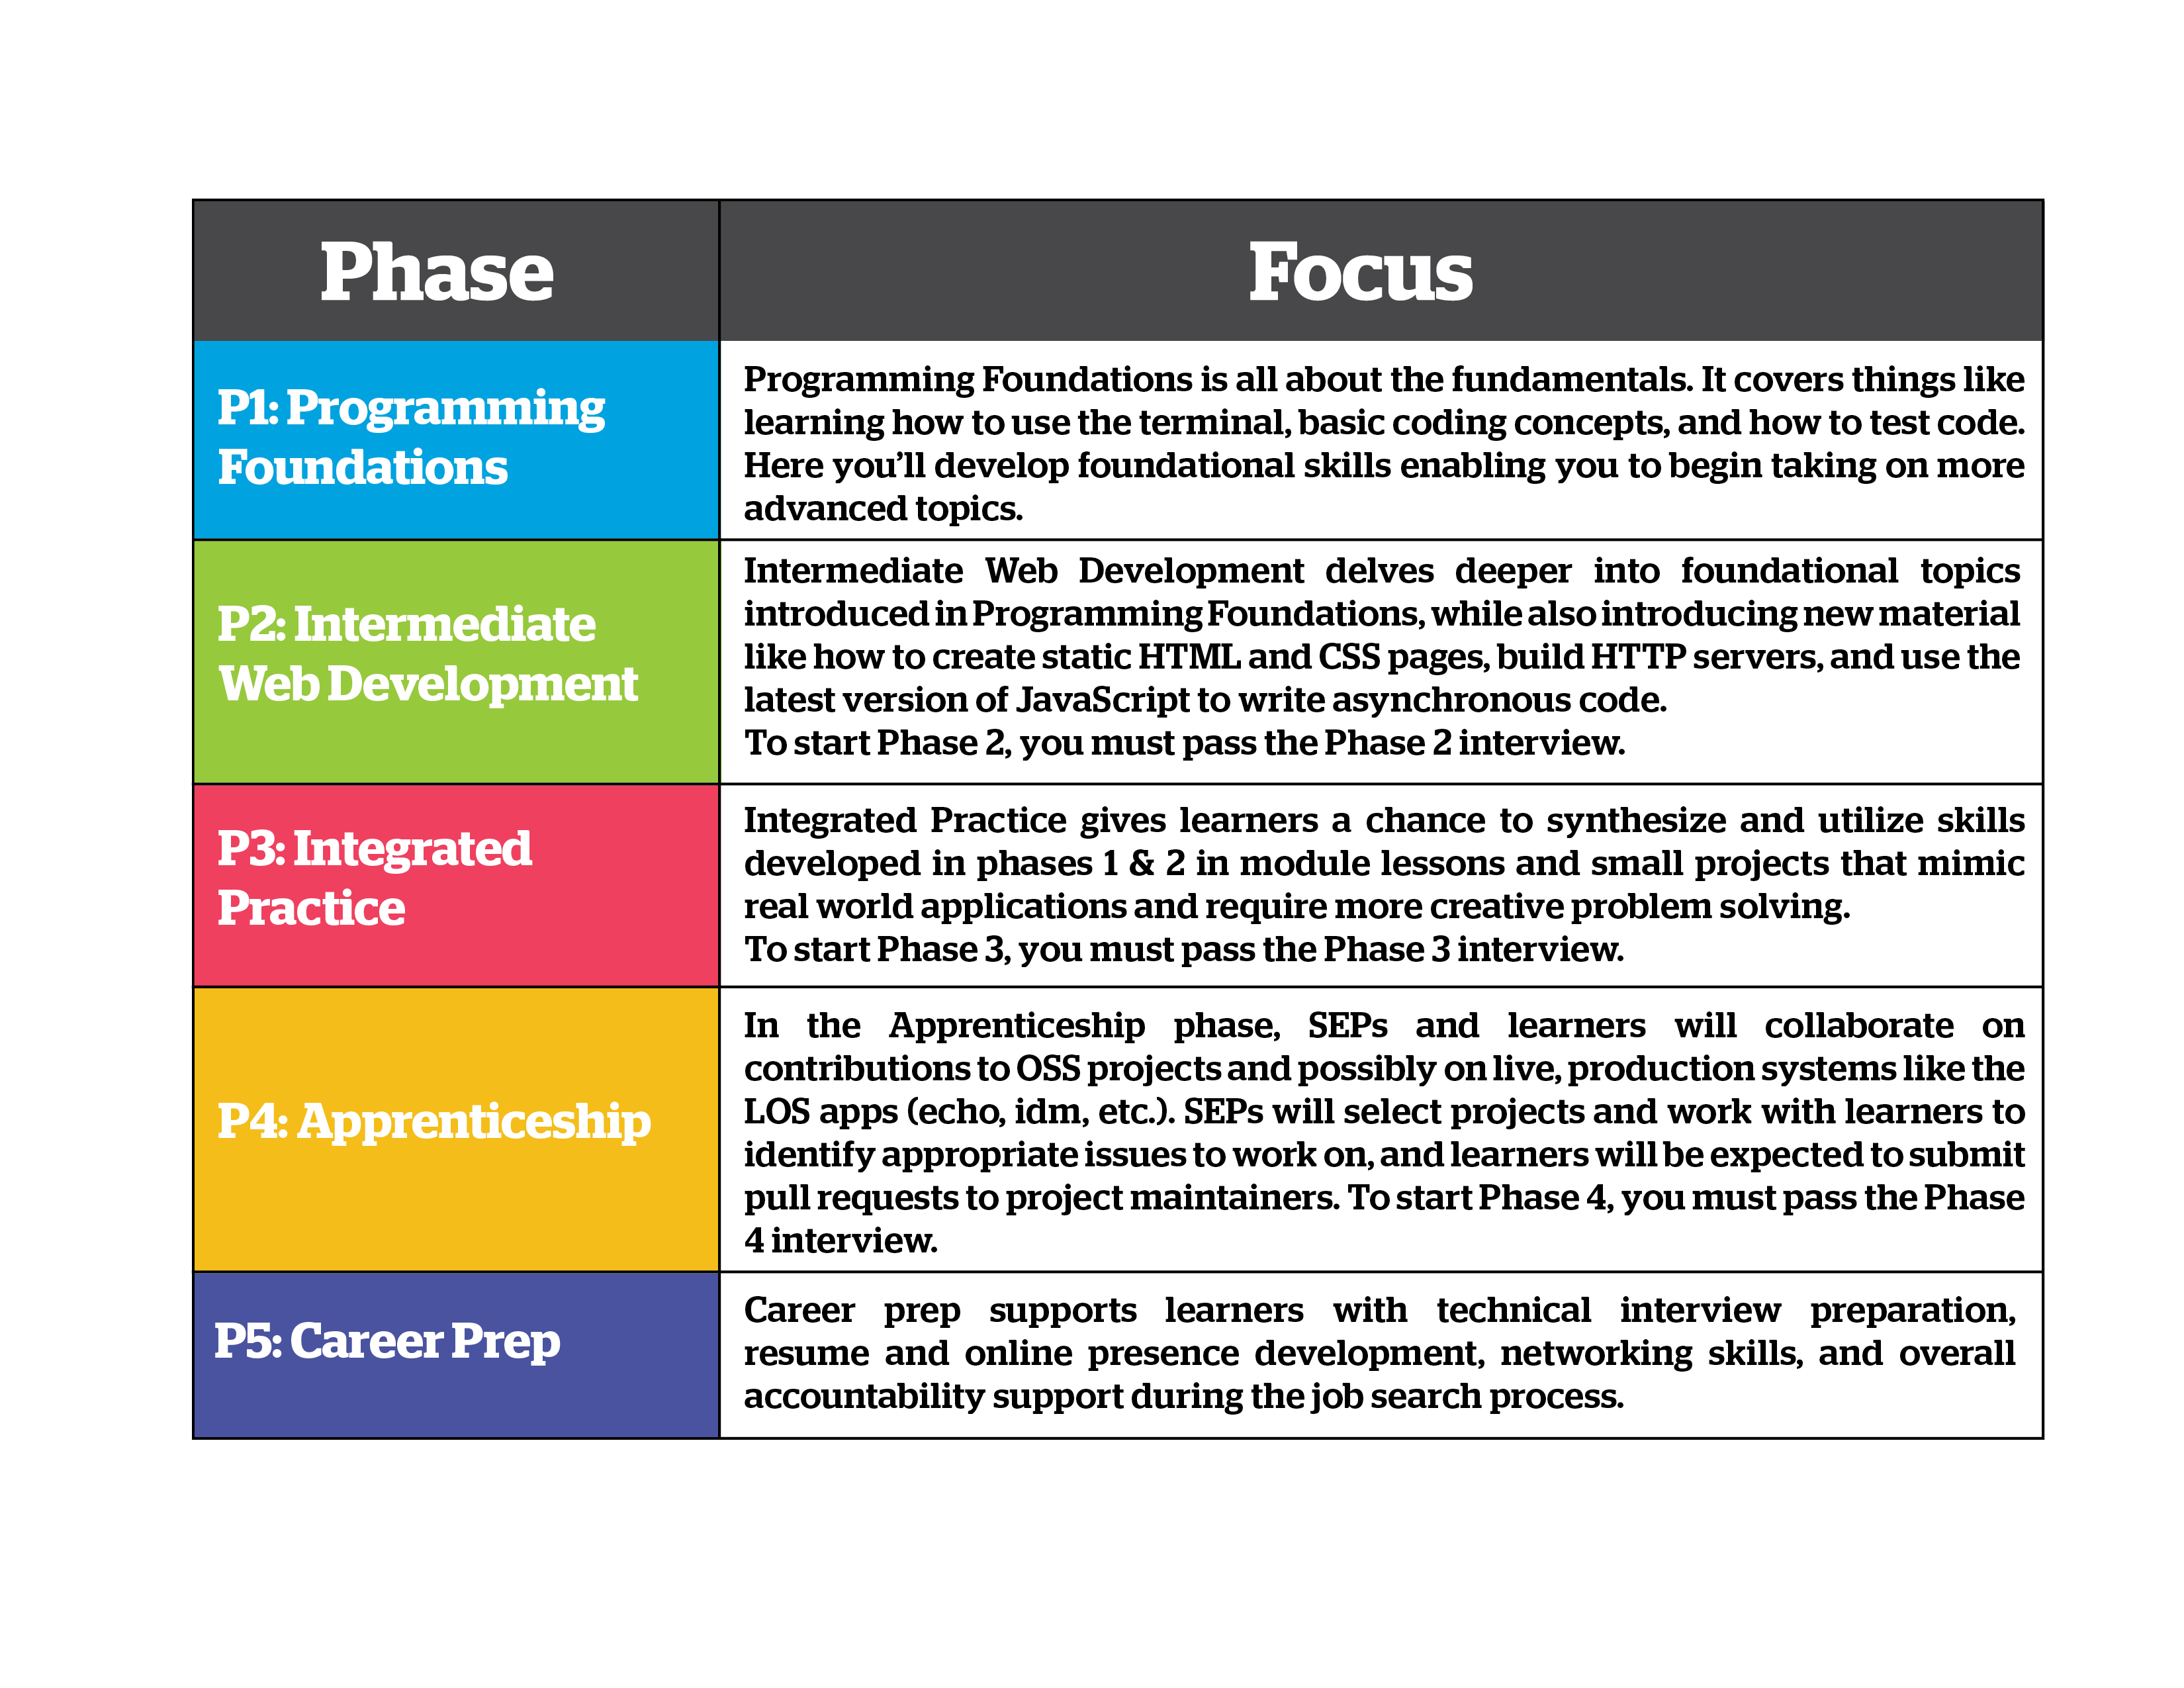 Phase
Focus
P1: Programming
Foundations
Programming Foundations is all about the fundamentals. It covers things like
learning how to use the terminal, basic coding concepts, and how to test code.
Here you’ll develop foundational skills enabling you to begin taking on more
advanced topics.
P2: Intermediate
Web Development
Intermediate Web Development delves deeper into foundational topics
introduced in Programming Foundations, while also introducing new material
like how to create static HTML and CSS pages, build HTTP servers, and use the
latest version of JavaScript to write asynchronous code.
To start Phase 2, you must pass the Phase 2 interview.
P3: Integrated
Practice
Integrated Practice gives learners a chance to synthesize and utilize skills
developed in phases 1 & 2 in module lessons and small projects that mimic
real world applications and require more creative problem solving.
To start Phase 3, you must pass the Phase 3 interview.
P4: Apprenticeship
In the Apprenticeship phase, SEPs and learners will collaborate on
contributions to OSS projects and possibly on live, production systems like the
LOS apps (echo, idm, etc.). SEPs will select projects and work with learners to
identify appropriate issues to work on, and learners will be expected to submit
pull requests to project maintainers. To start Phase 4, you must pass the Phase
4 interview.
P5: Career Prep
Career prep supports learners with technical interview preparation,
resume and online presence development, networking skills, and overall
accountability support during the job search process.